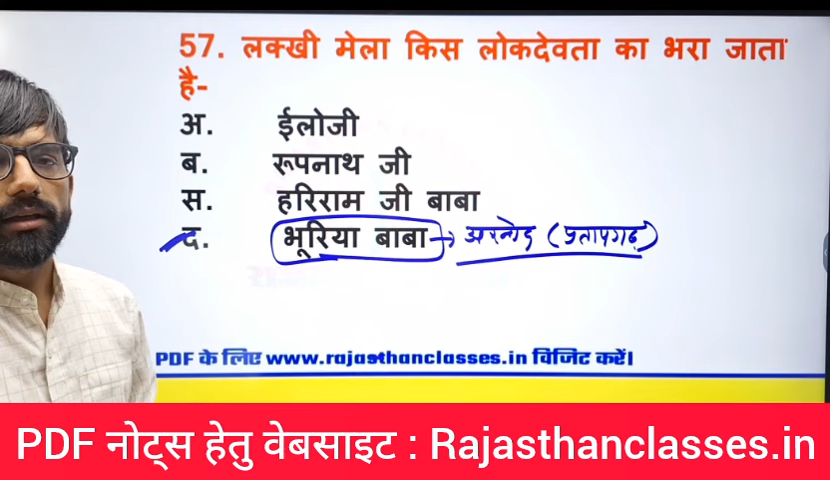 57. लक्खी मेला किस लोकदेवता का भरा जाता
है-
अ. ईलोजी
ब. रूपनाथ जी
स. हरिराम जी बाबा
द. भूरिया बाबा → अरनोद (प्रतापगढ़)
PDF के लिए www.rajasthanclasses.in विजिट करें।
PDF नोट्स हेतु वेबसाइट : Rajasthanclasses.in